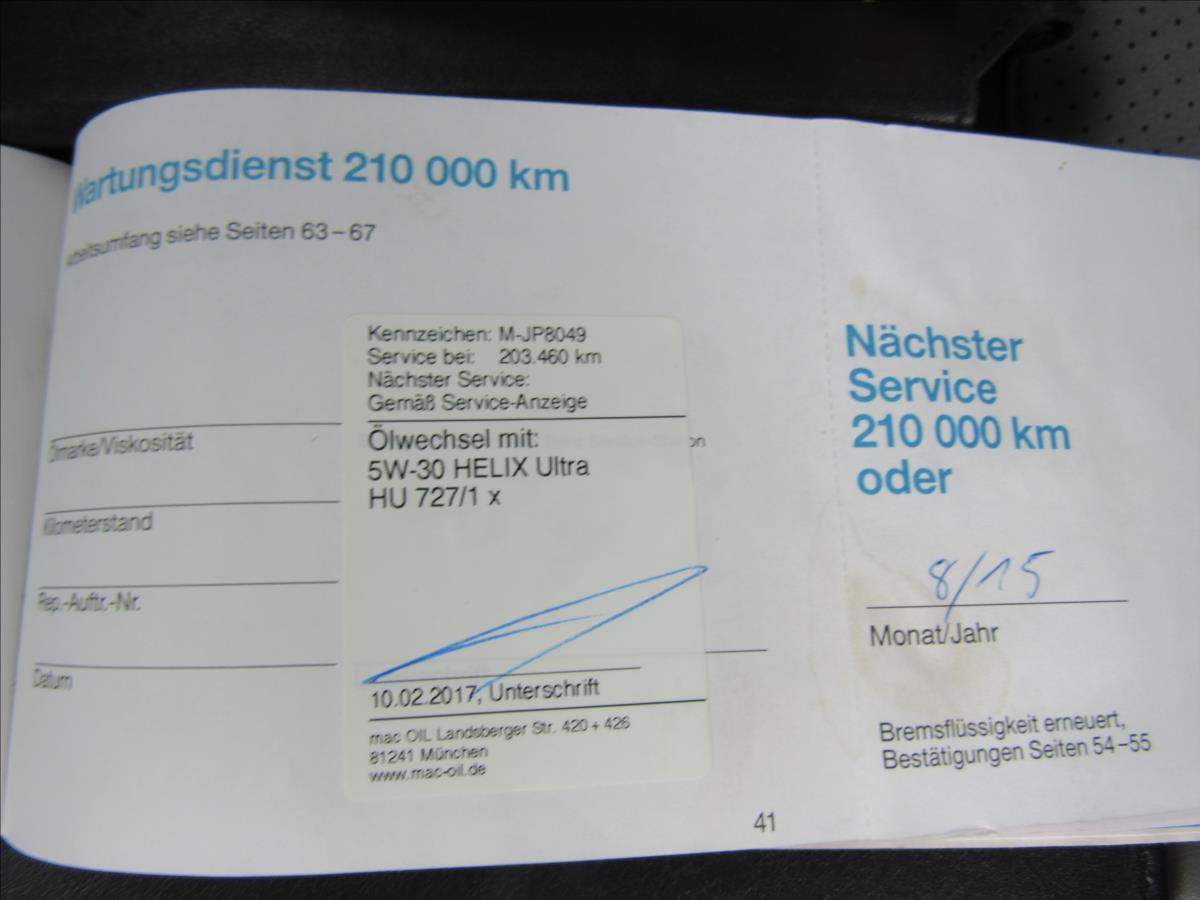 Wartungsdienst 210 000 km
Arbeitsumfang siehe Seiten 63–67
Ölmarke/Viskosität
Kilometerstand
Rep.-Auftr.-Nr.
Datum
Kennzeichen: M-JP8049
Service bei: 203.460 km
Nächster Service:
Gemäß Service-Anzeige
Ölwechsel mit:
5W-30 HELIX Ultra
HU 727/1 x
10.02.2017, Unterschrift
mac OIL Landsberger Str. 420 + 426
81241 München
www.mac-oil.de
Nächster
Service
210 000 km
oder
8/15
Monat/Jahr
Bremsflüssigkeit erneuert,
Bestätigungen Seiten 54–55
41